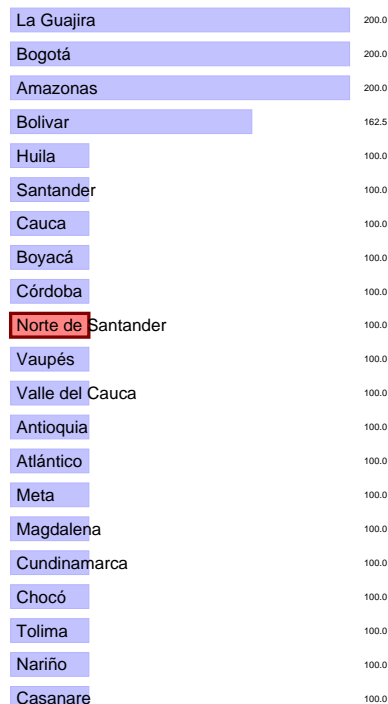 La Guajira 200.0
Bogotá 200.0
Amazonas 200.0
Bolivar 162.5
Huila 100.0
Santander 100.0
Cauca 100.0
Boyacá 100.0
Córdoba 100.0
Norte de Santander 100.0
Vaupés 100.0
Valle del Cauca 100.0
Antioquia 100.0
Atlántico 100.0
Meta 100.0
Magdalena 100.0
Cundinamarca 100.0
Chocó 100.0
Tolima 100.0
Nariño 100.0
Casanare 100.0